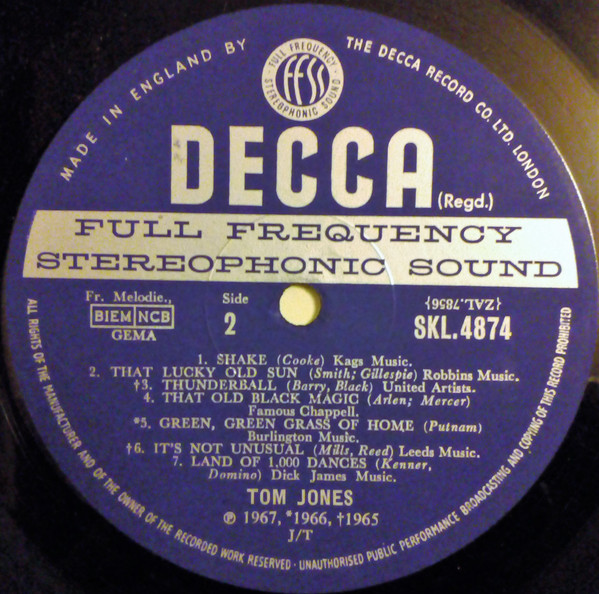 MADE IN ENGLAND BY
THE DECCA RECORD CO. LTD. LONDON
FULL FREQUENCY
FFSS
STEREOPHONIC SOUND
DECCA
(Regd.)
FULL FREQUENCY
STEREOPHONIC SOUND
Fr. Melodie.,
BIEM NCB
GEMA
Side
2
{ZAL.7856}
SKL.4874
1. SHAKE (Cooke) Kags Music.
2. THAT LUCKY OLD SUN (Smith; Gillespie) Robbins Music.
†3. THUNDERBALL (Barry, Black) United Artists.
4. THAT OLD BLACK MAGIC (Arlen; Mercer)
Famous Chappell.
*5. GREEN, GREEN GRASS OF HOME (Putnam)
Burlington Music.
†6. IT'S NOT UNUSUAL (Mills, Reed) Leeds Music.
7. LAND OF 1,000 DANCES (Kenner,
Domino) Dick James Music.
TOM JONES
℗ 1967, *1966, †1965
J/T
ALL RIGHTS OF THE MANUFACTURER AND OF THE OWNER OF THE RECORDED WORK RESERVED · UNAUTHORISED PUBLIC PERFORMANCE BROADCASTING AND COPYING OF THIS RECORD PROHIBITED